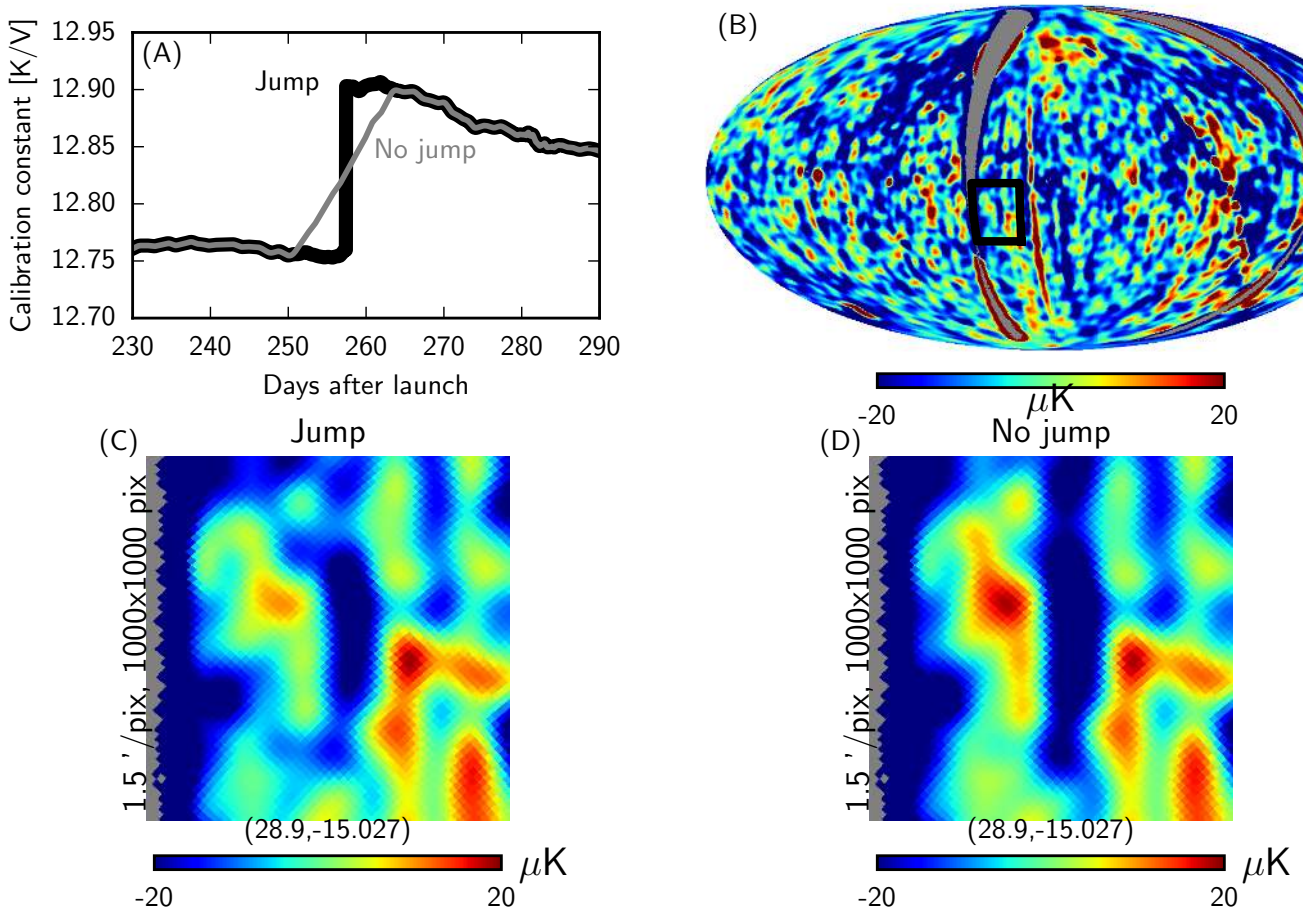 (A)
Calibration constant [K/V]
12.95
12.90
12.85
12.80
12.75
12.70
Jump
No jump
230 240 250 260 270 280 290
Days after launch
(B)
-20 20
μK
(C)
Jump
1.5 '/pix, 1000x1000 pix
(28.9,-15.027)
-20 20
μK
(D)
No jump
1.5 '/pix, 1000x1000 pix
(28.9,-15.027)
-20 20
μK